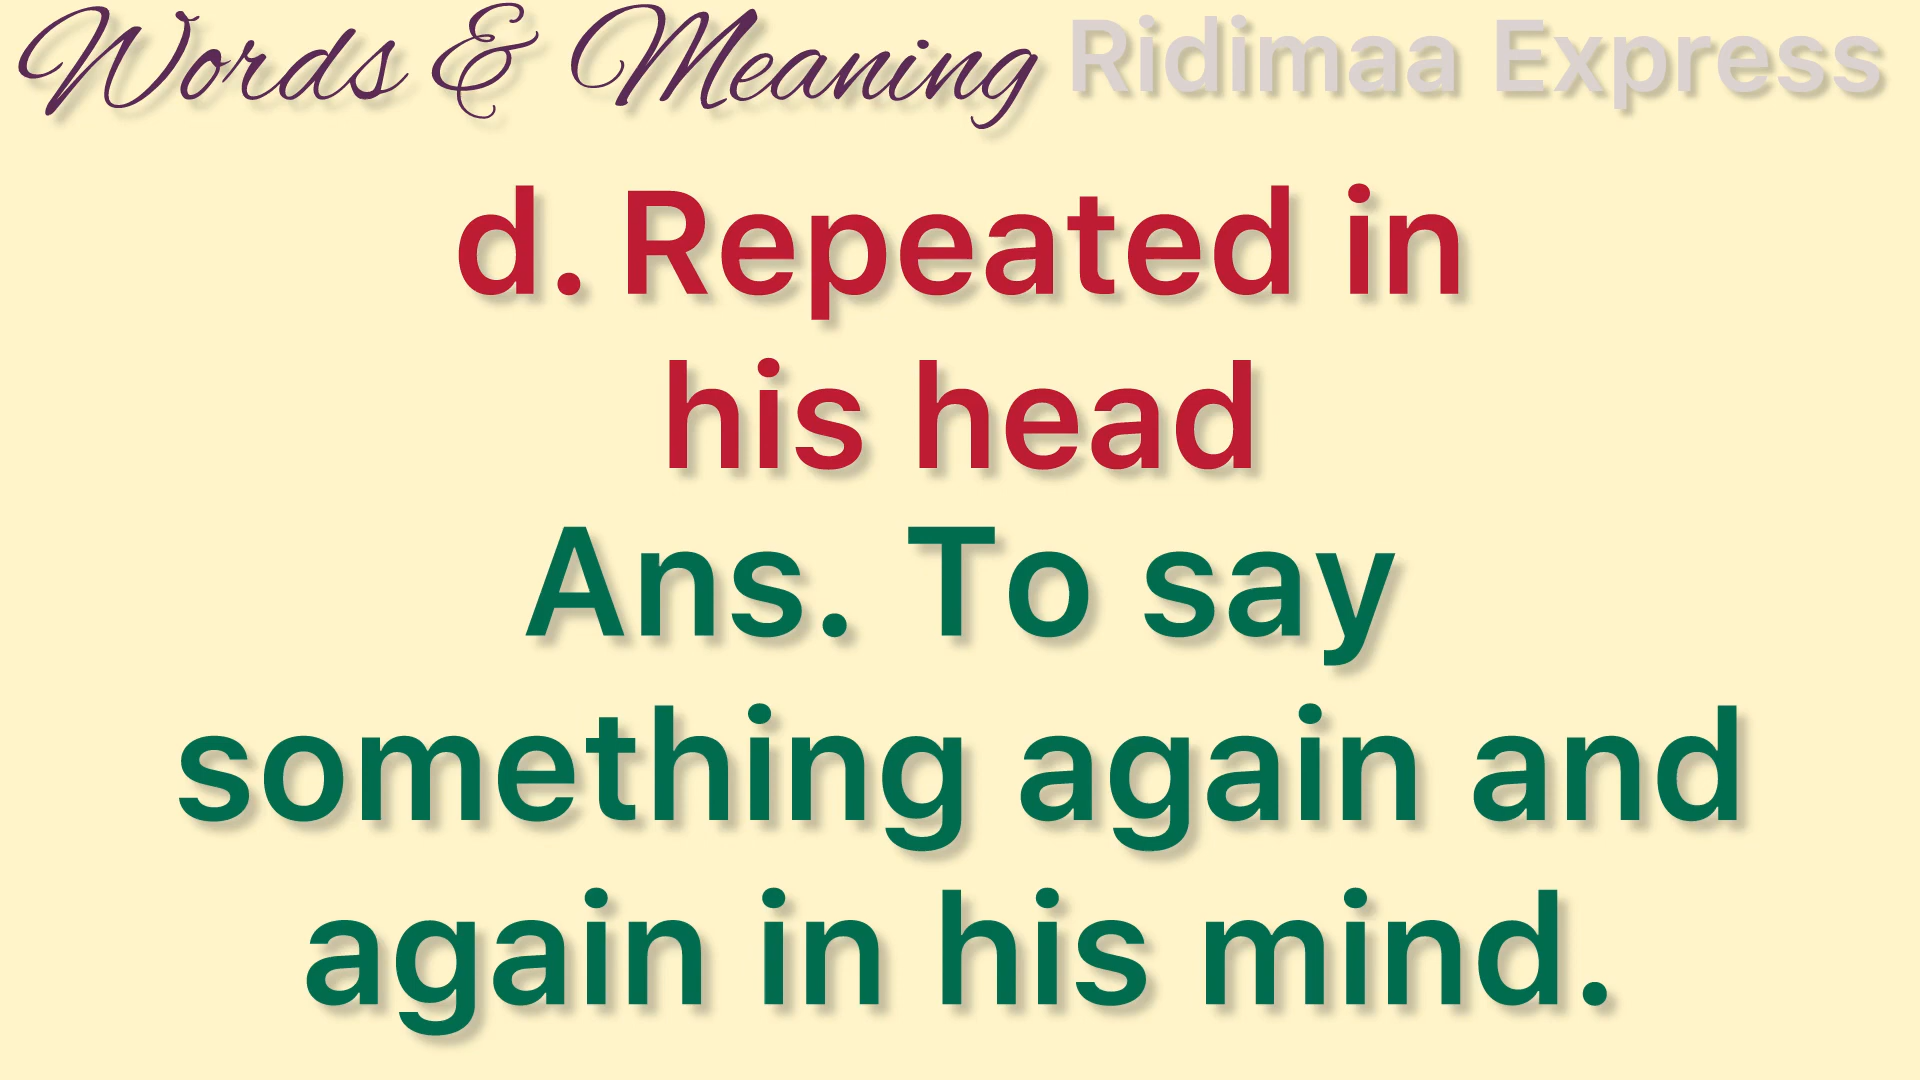 Words & Meaning Ridimaa Express
d. Repeated in
his head
Ans. To say
something again and
again in his mind.